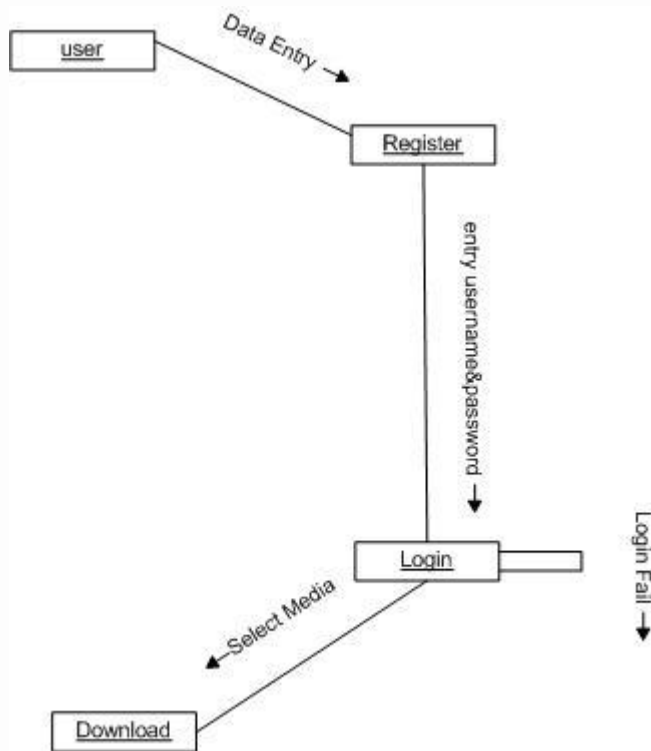 user
Data Entry
Register
entry username&password
Login
Login Fail
Select Media
Download